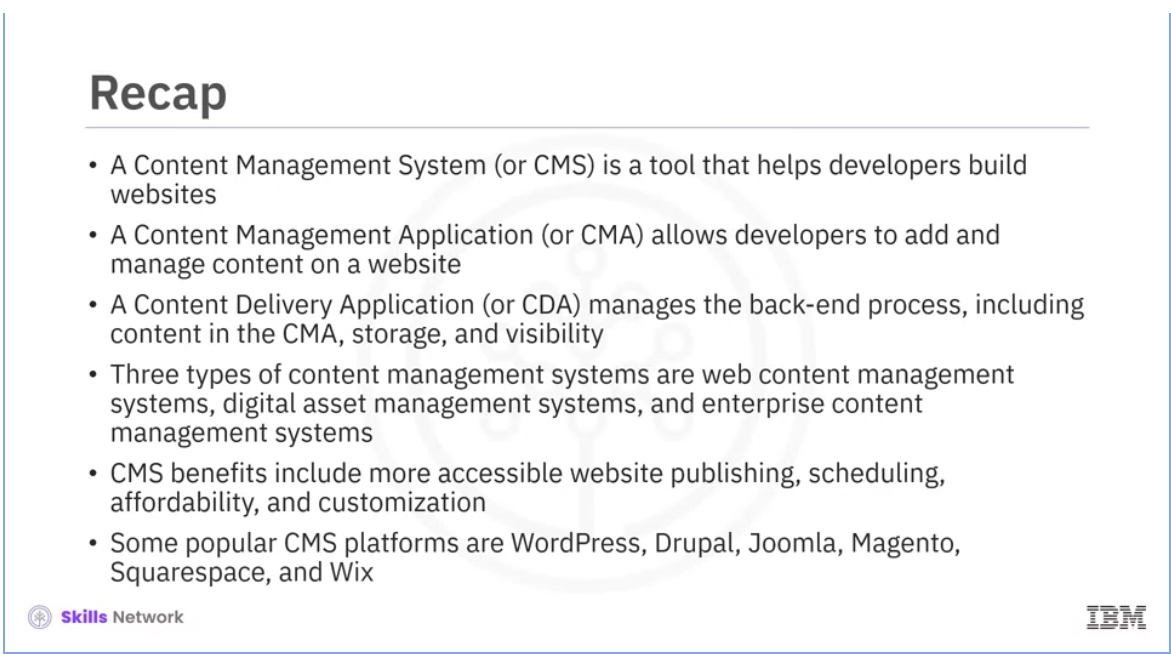 Recap
• A Content Management System (or CMS) is a tool that helps developers build
websites
• A Content Management Application (or CMA) allows developers to add and
manage content on a website
• A Content Delivery Application (or CDA) manages the back-end process, including
content in the CMA, storage, and visibility
• Three types of content management systems are web content management
systems, digital asset management systems, and enterprise content
management systems
• CMS benefits include more accessible website publishing, scheduling,
affordability, and customization
• Some popular CMS platforms are WordPress, Drupal, Joomla, Magento,
Squarespace, and Wix
Skills Network
IBM